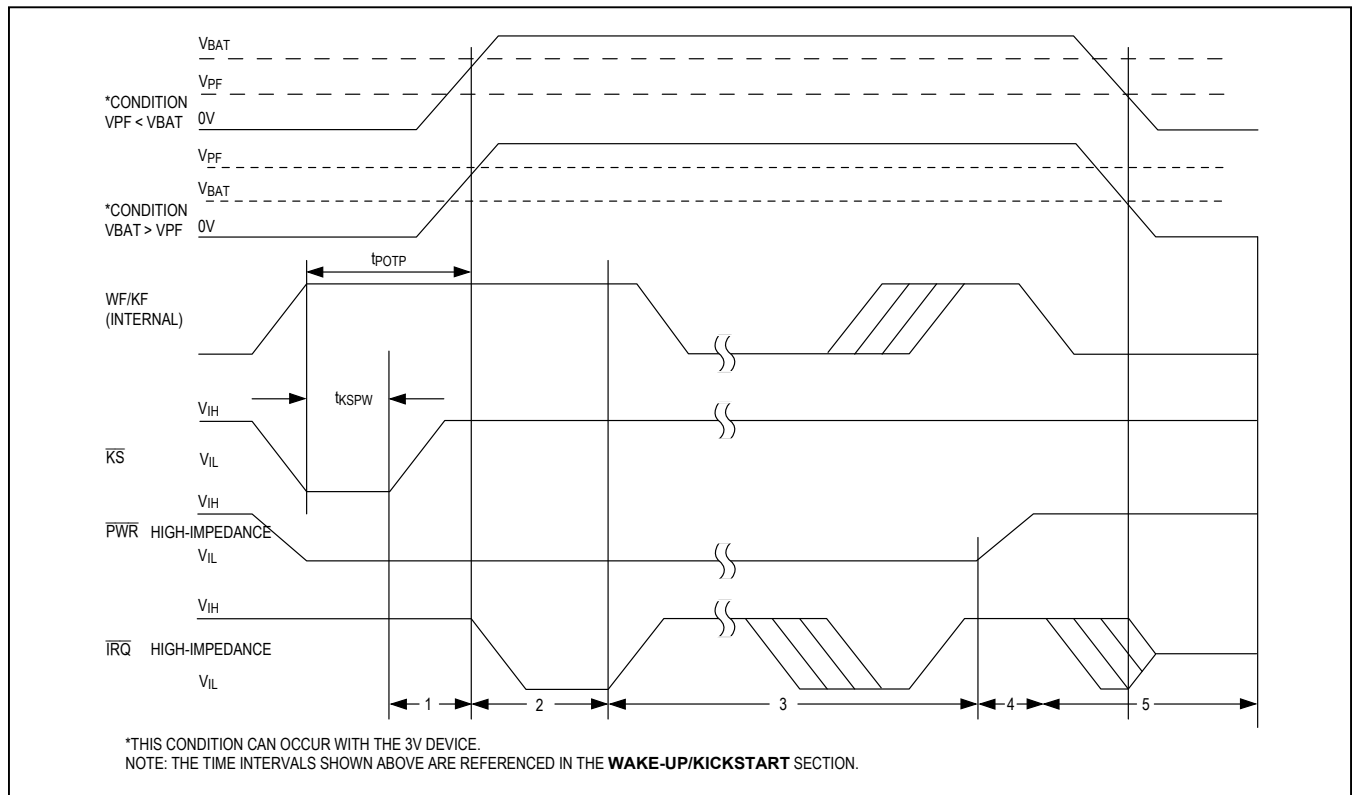 VBAT
VPF
*CONDITION
VPF < VBAT 0V
VPF
VBAT
*CONDITION
VBAT > VPF 0V
tPOTP
WF/KF
(INTERNAL)
tKSPW
VIH
KS VIL
VIH
PWR HIGH-IMPEDANCE
VIL
VIH
IRQ HIGH-IMPEDANCE
VIL
1 2 3 4 5
*THIS CONDITION CAN OCCUR WITH THE 3V DEVICE.
NOTE: THE TIME INTERVALS SHOWN ABOVE ARE REFERENCED IN THE WAKE-UP/KICKSTART SECTION.